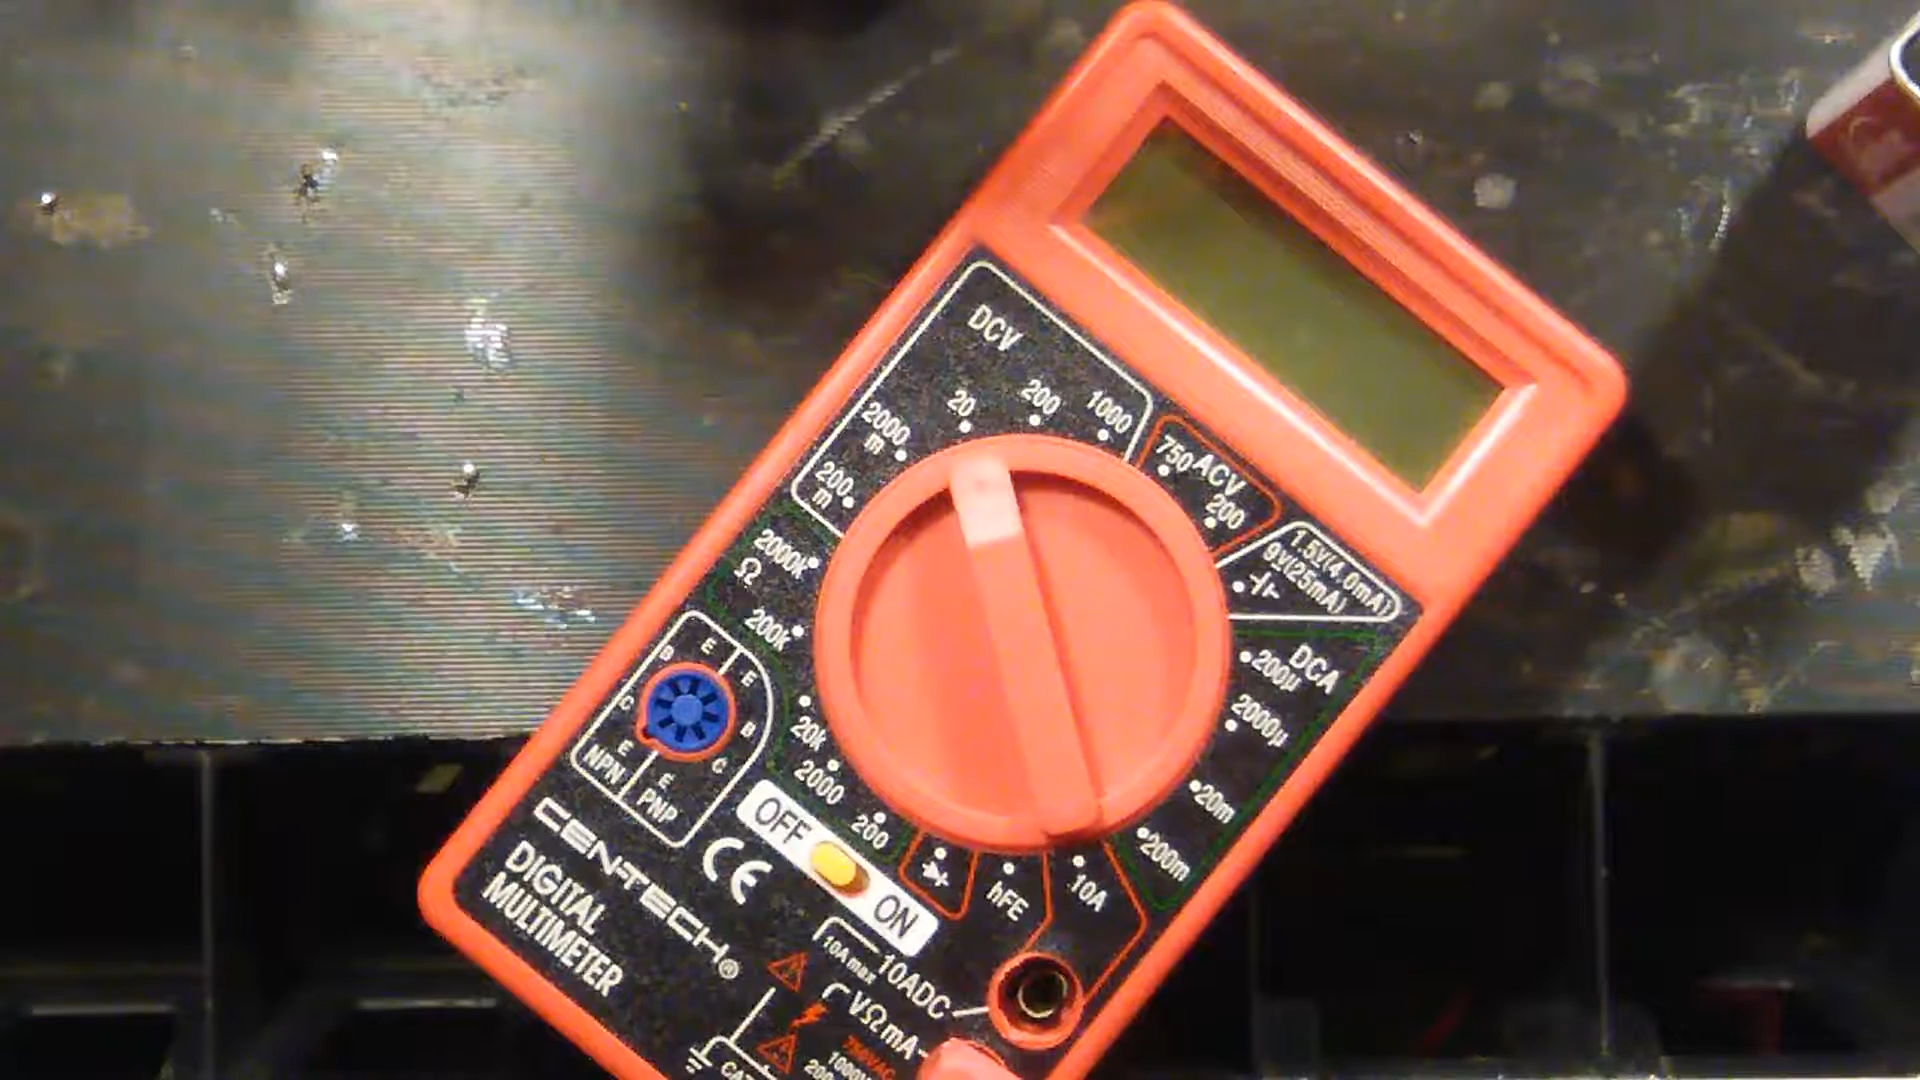 DCV
200
m
2000
m
20
200
1000
750
ACV
200
1.5V(4.0mA)
9V(25mA)
DCA
200µ
2000µ
20m
200m
10A
hFE
200
2000
20k
200k
2000k
Ω
E
B
E
C
B
E
C
E
NPN
PNP
OFF
ON
CEN-TECH®
DIGITAL
MULTIMETER
CE
10A max
10ADC
VΩmA
750VAC
1000V